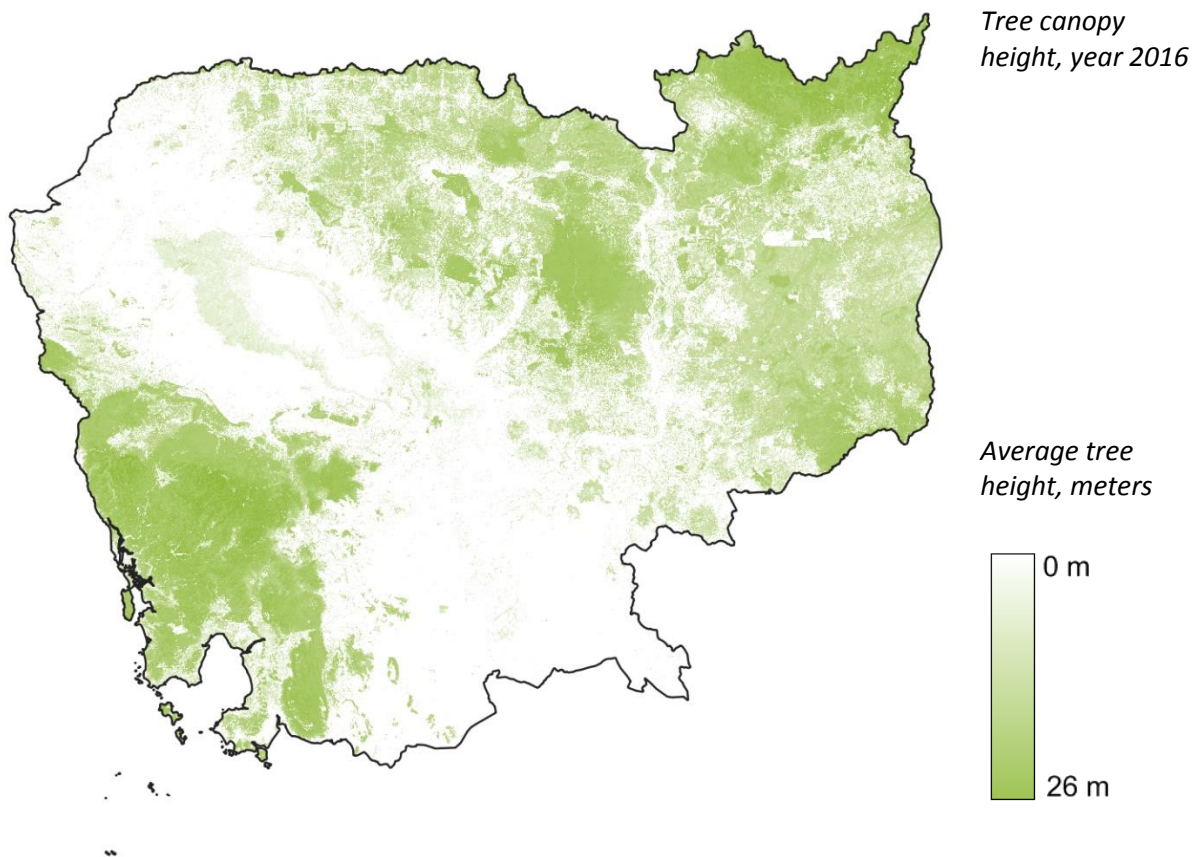 Tree canopy
height, year 2016
Average tree
height, meters
0 m
26 m